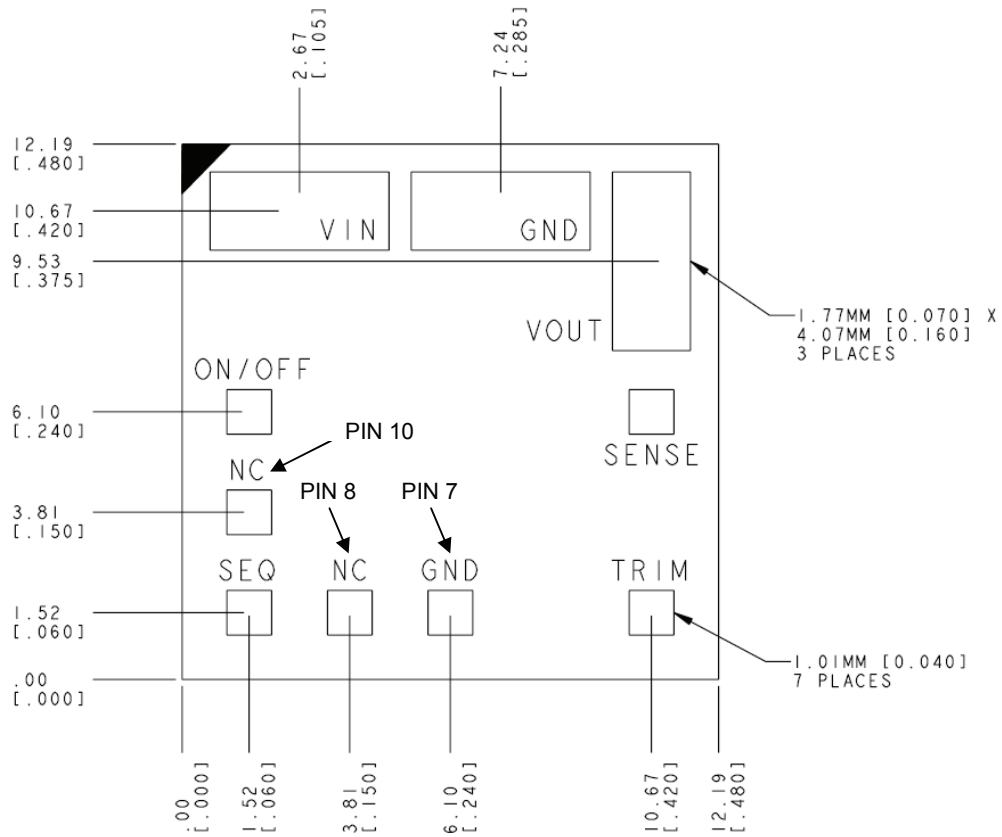 2.67
[.105]
7.24
[.285]
12.19
[.480]
10.67
[.420]
VIN
GND
9.53
[.375]
VOUT
1.77MM [0.070] X
4.07MM [0.160]
3 PLACES
ON/OFF
6.10
[.240]
PIN 10
SENSE
NC
PIN 8
PIN 7
3.81
[.150]
SEQ
NC
GND
TRIM
1.52
[.060]
1.01MM [0.040]
7 PLACES
.00
[.000]
.00
[.000]
1.52
[.060]
3.81
[.150]
6.10
[.240]
10.67
[.420]
12.19
[.480]